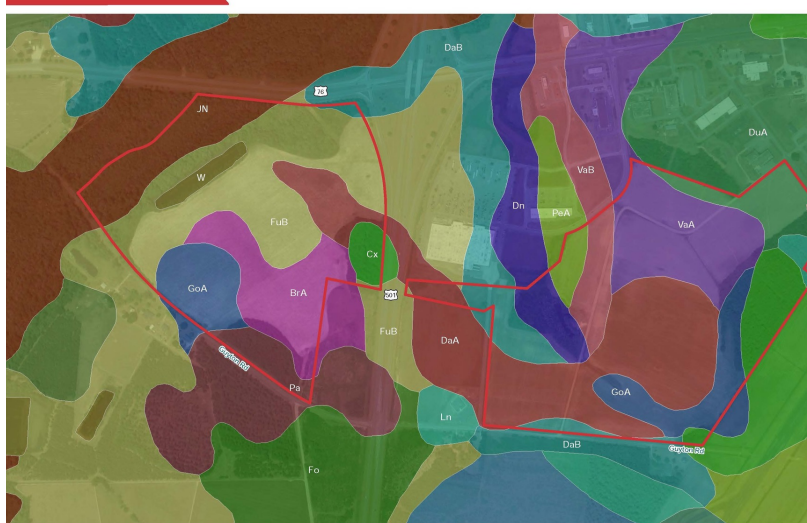 DaB
76
JN
DuA
W
VaB
Dn
PeA
FuB
VaA
Cx
GoA
BrA
501
FuB
DaA
Guyton Rd
Pa
GoA
Ln
DaB
Guyton Rd
Fo